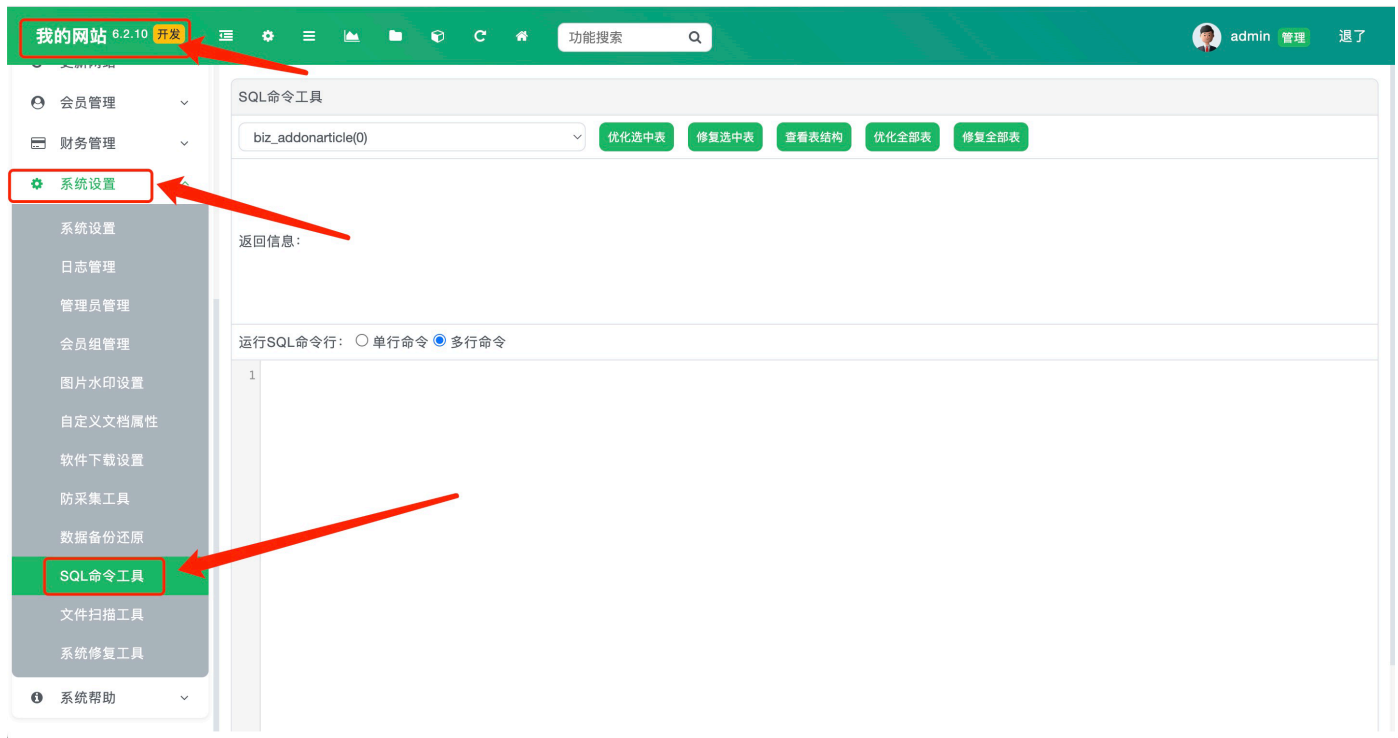 我的网站 6.2.10 开发
功能搜索
admin 管理 退了
会员管理
财务管理
系统设置
系统设置
日志管理
管理员管理
会员组管理
图片水印设置
自定义文档属性
软件下载设置
防采集工具
数据备份还原
SQL命令工具
文件扫描工具
系统修复工具
系统帮助
SQL命令工具
biz_addonarticle(0) 优化选中表 修复选中表 查看表结构 优化全部表 修复全部表
返回信息：
运行SQL命令行： 单行命令 多行命令
1